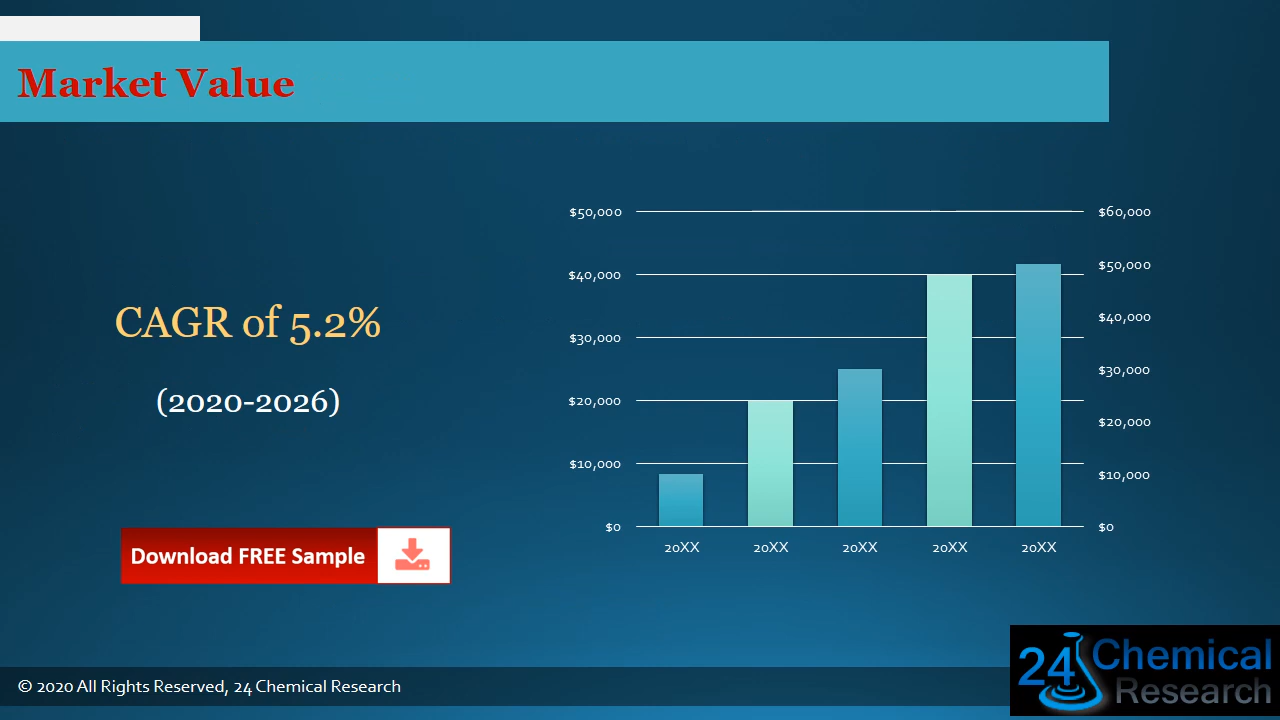 Market Value
CAGR of 5.2%
(2020-2026)
Download FREE Sample
$50,000
$40,000
$30,000
$20,000
$10,000
$0
$60,000
$50,000
$40,000
$30,000
$20,000
$10,000
$0
20XX 20XX 20XX 20XX 20XX
© 2020 All Rights Reserved, 24 Chemical Research
24 Chemical
Research